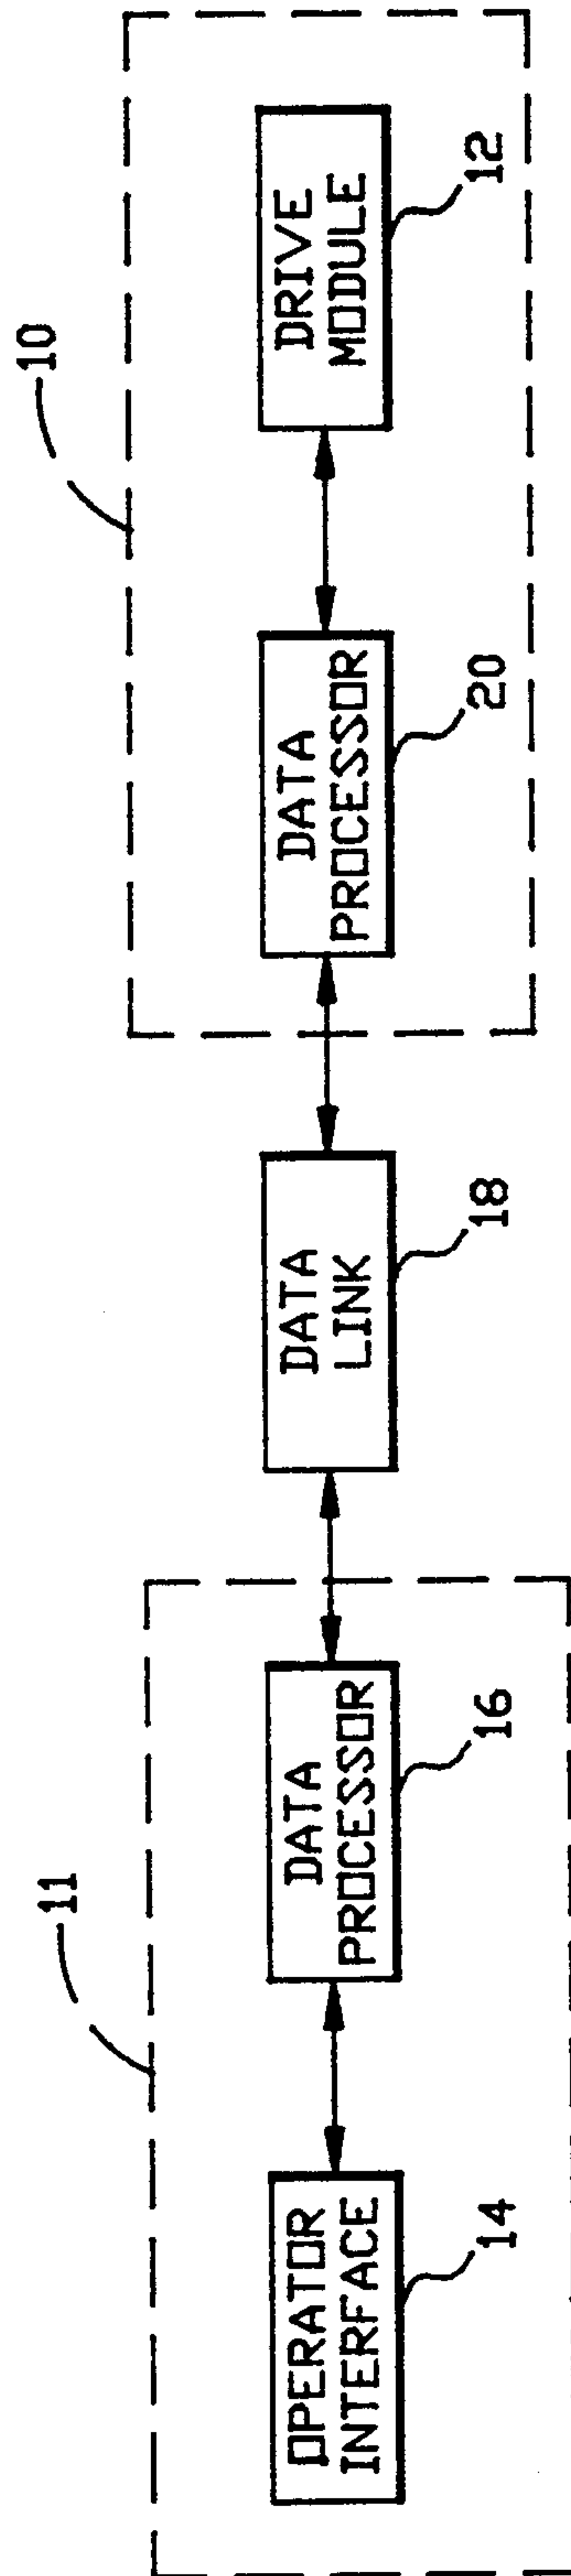 11
10
OPERATOR
INTERFACE
14
DATA
PROCESSOR
16
DATA
LINK
18
DATA
PROCESSOR
20
DRIVE
MODULE
12